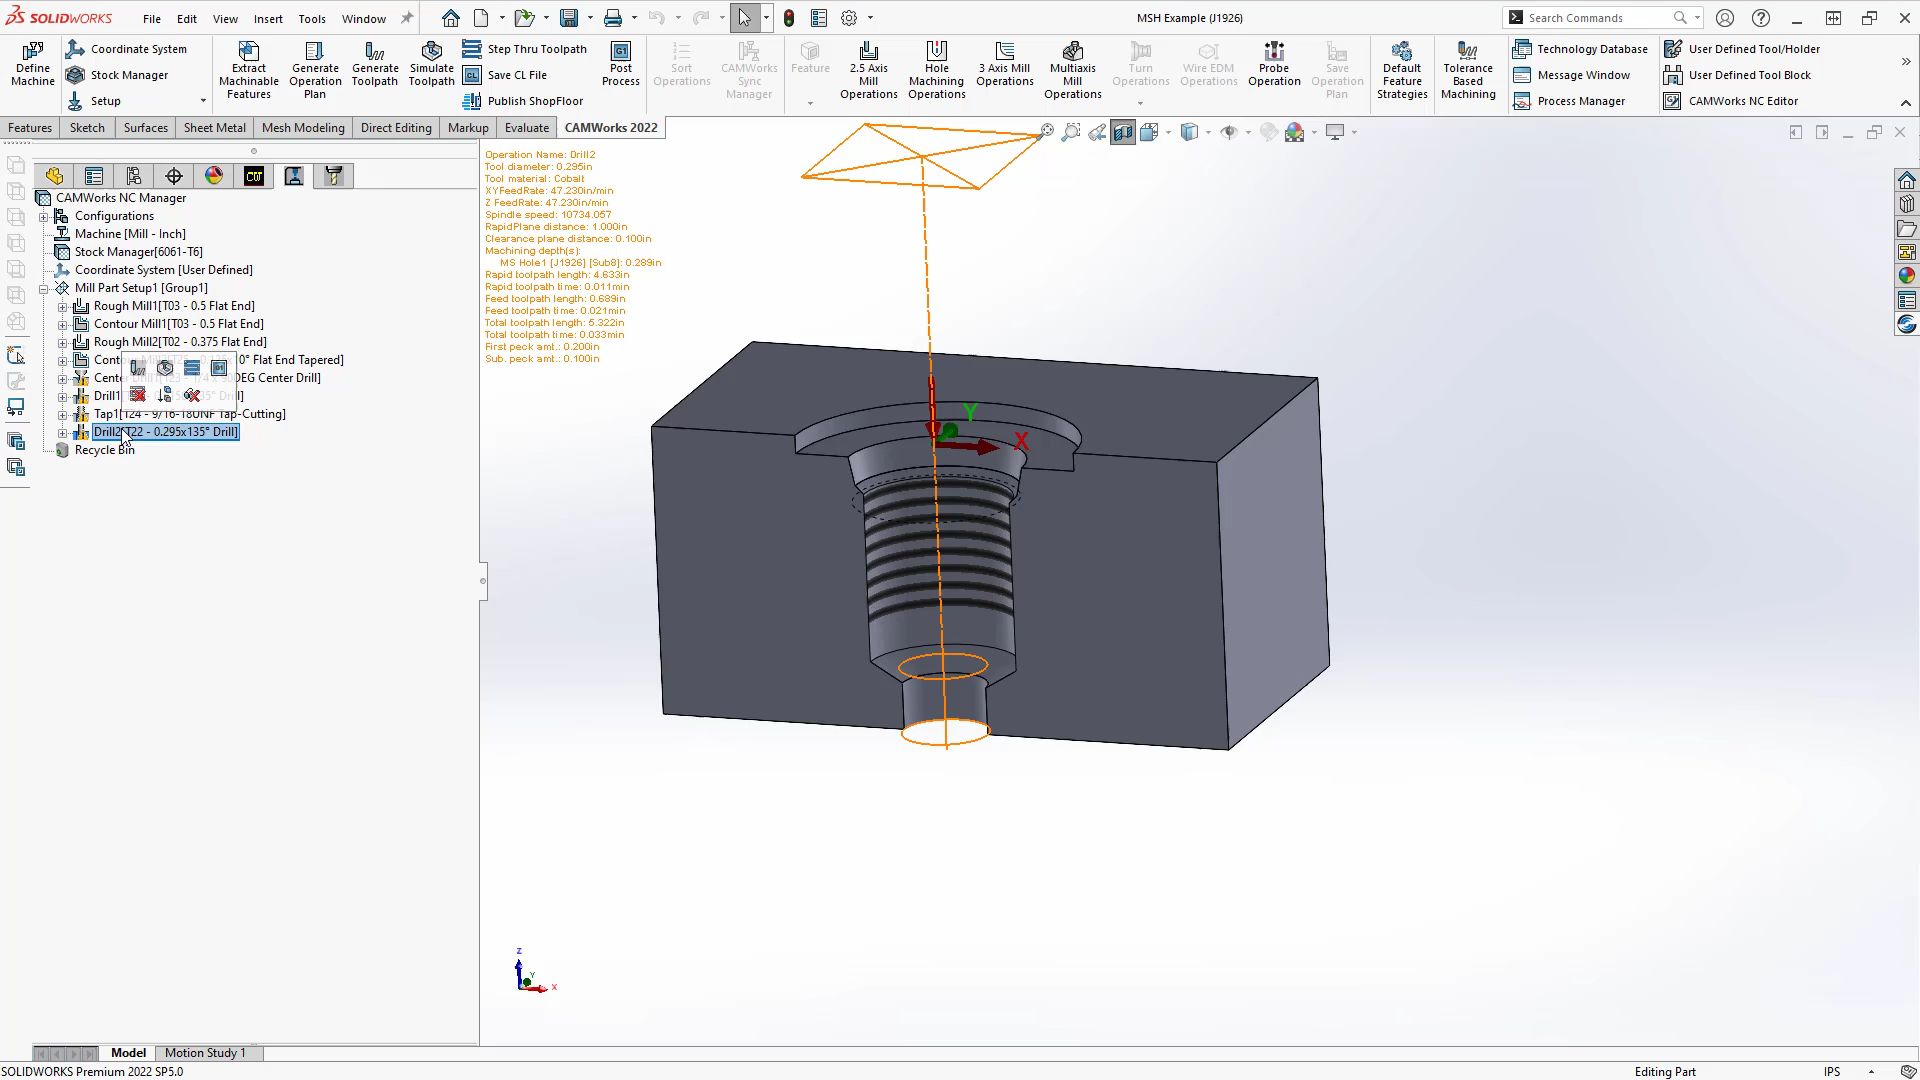 SOLIDWORKS
File Edit View Insert Tools Window
MSH Example (J1926)
Search Commands
Define Machine
Coordinate System
Stock Manager
Setup
Extract Machinable Features
Generate Operation Plan
Generate Toolpath
Simulate Toolpath
Step Thru Toolpath
Save CL File
Publish ShopFloor
Post Process
Sort Operations
CAMWorks Sync Manager
Feature
2.5 Axis Mill Operations
Hole Machining Operations
3 Axis Mill Operations
Multiaxis Mill Operations
Turn Operations
Wire EDM Operations
Probe Operation
Save Operation Plan
Default Feature Strategies
Tolerance Based Machining
Technology Database
Message Window
Process Manager
User Defined Tool/Holder
User Defined Tool Block
CAMWorks NC Editor
Features Sketch Surfaces Sheet Metal Mesh Modeling Direct Editing Markup Evaluate CAMWorks 2022
CAMWorks NC Manager
Configurations
Machine [Mill - Inch]
Stock Manager[6061-T6]
Coordinate System [User Defined]
Mill Part Setup1 [Group1]
Rough Mill1[T03 - 0.5 Flat End]
Contour Mill1[T03 - 0.5 Flat End]
Rough Mill2[T02 - 0.375 Flat End]
0° Flat End Tapered]
Center Drill
DEG Center Drill]
Drill1
Tap1[T24 - 9/16-18UNF Tap-Cutting]
Drill2[T22 - 0.295x135° Drill]
Recycle Bin
Operation Name: Drill2
Tool diameter: 0.295in
Tool material: Cobalt
XYFeedRate: 47.230in/min
Z FeedRate: 47.230in/min
Spindle speed: 10734.057
RapidPlane distance: 1.000in
Clearance plane distance: 0.100in
Machining depth(s):
MS Hole1 [J1926] [Sub8]: 0.289in
Rapid toolpath length: 4.633in
Rapid toolpath time: 0.011min
Feed toolpath length: 0.689in
Feed toolpath time: 0.021min
Total toolpath length: 5.322in
Total toolpath time: 0.033min
First peck amt.: 0.200in
Sub. peck amt.: 0.100in
Y
X
Z
Y
X
Model Motion Study 1
SOLIDWORKS Premium 2022 SP5.0
Editing Part
IPS